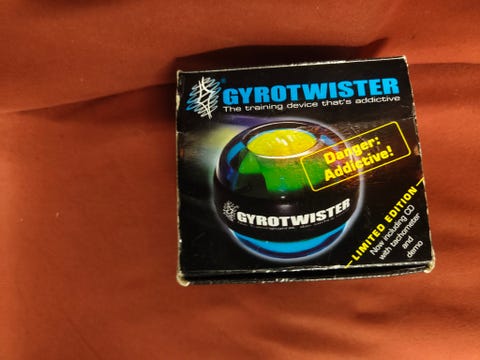 GYROTWISTER
The training device that's addictive
Danger:
Addictive!
GYROTWISTER
LIMITED EDITION
Now including CD
with tachometer
and
demo